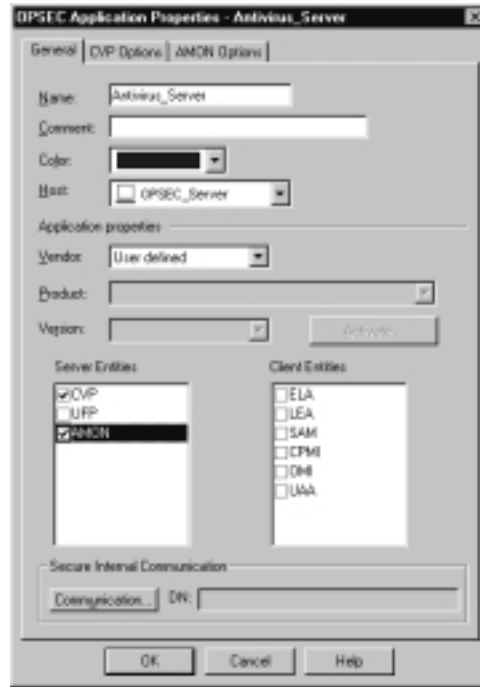 OPSEC Application Properties - Antivirus_Server
General CVP Options AMON Options
Name: Antivirus_Server
Comment:
Color:
Host: OPSEC_Server
Application properties
Vendor: User defined
Product:
Version: Activate...
Server Entities Client Entities
CVP ELA
UFP LEA
AMON SAM
CPMI
OMI
UAA
Secure Internal Communication
Communication... DN:
OK Cancel Help